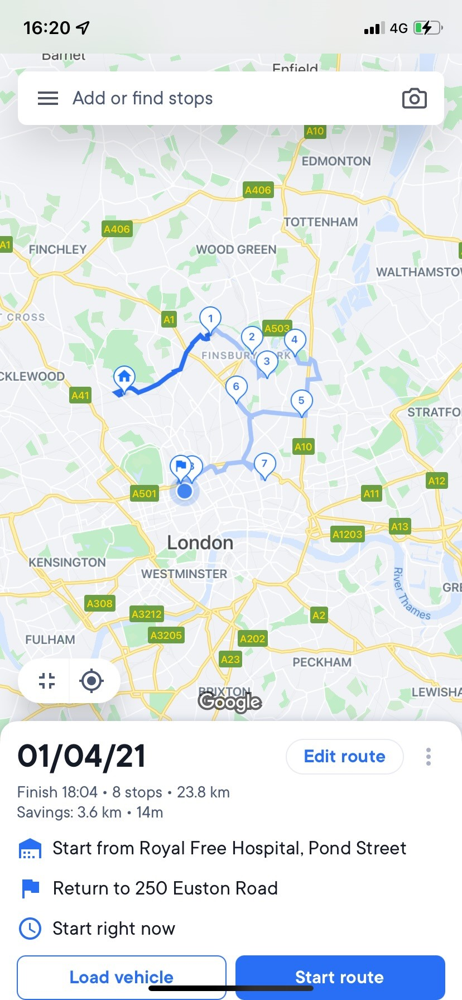 16:20
4G
Barnet
Enfield
Add or find stops
A10
EDMONTON
A406
TOTTENHAM
A406
A1
FINCHLEY
WOOD GREEN
WALTHAMSTOW
CROSS
A1
1
A503
2
4
FINSBURY PARK
3
CKLEWOOD
6
A41
5
STRATFO
A10
7
8
A12
A501
A11
A13
A1203
London
KENSINGTON
WESTMINSTER
River Thames
GRE
A308
A3212
A2
A3205
A202
FULHAM
A23
PECKHAM
BRIXTON
LEWISHA
Google
01/04/21
Edit route
Finish 18:04 • 8 stops • 23.8 km
Savings: 3.6 km • 14m
Start from Royal Free Hospital, Pond Street
Return to 250 Euston Road
Start right now
Load vehicle
Start route